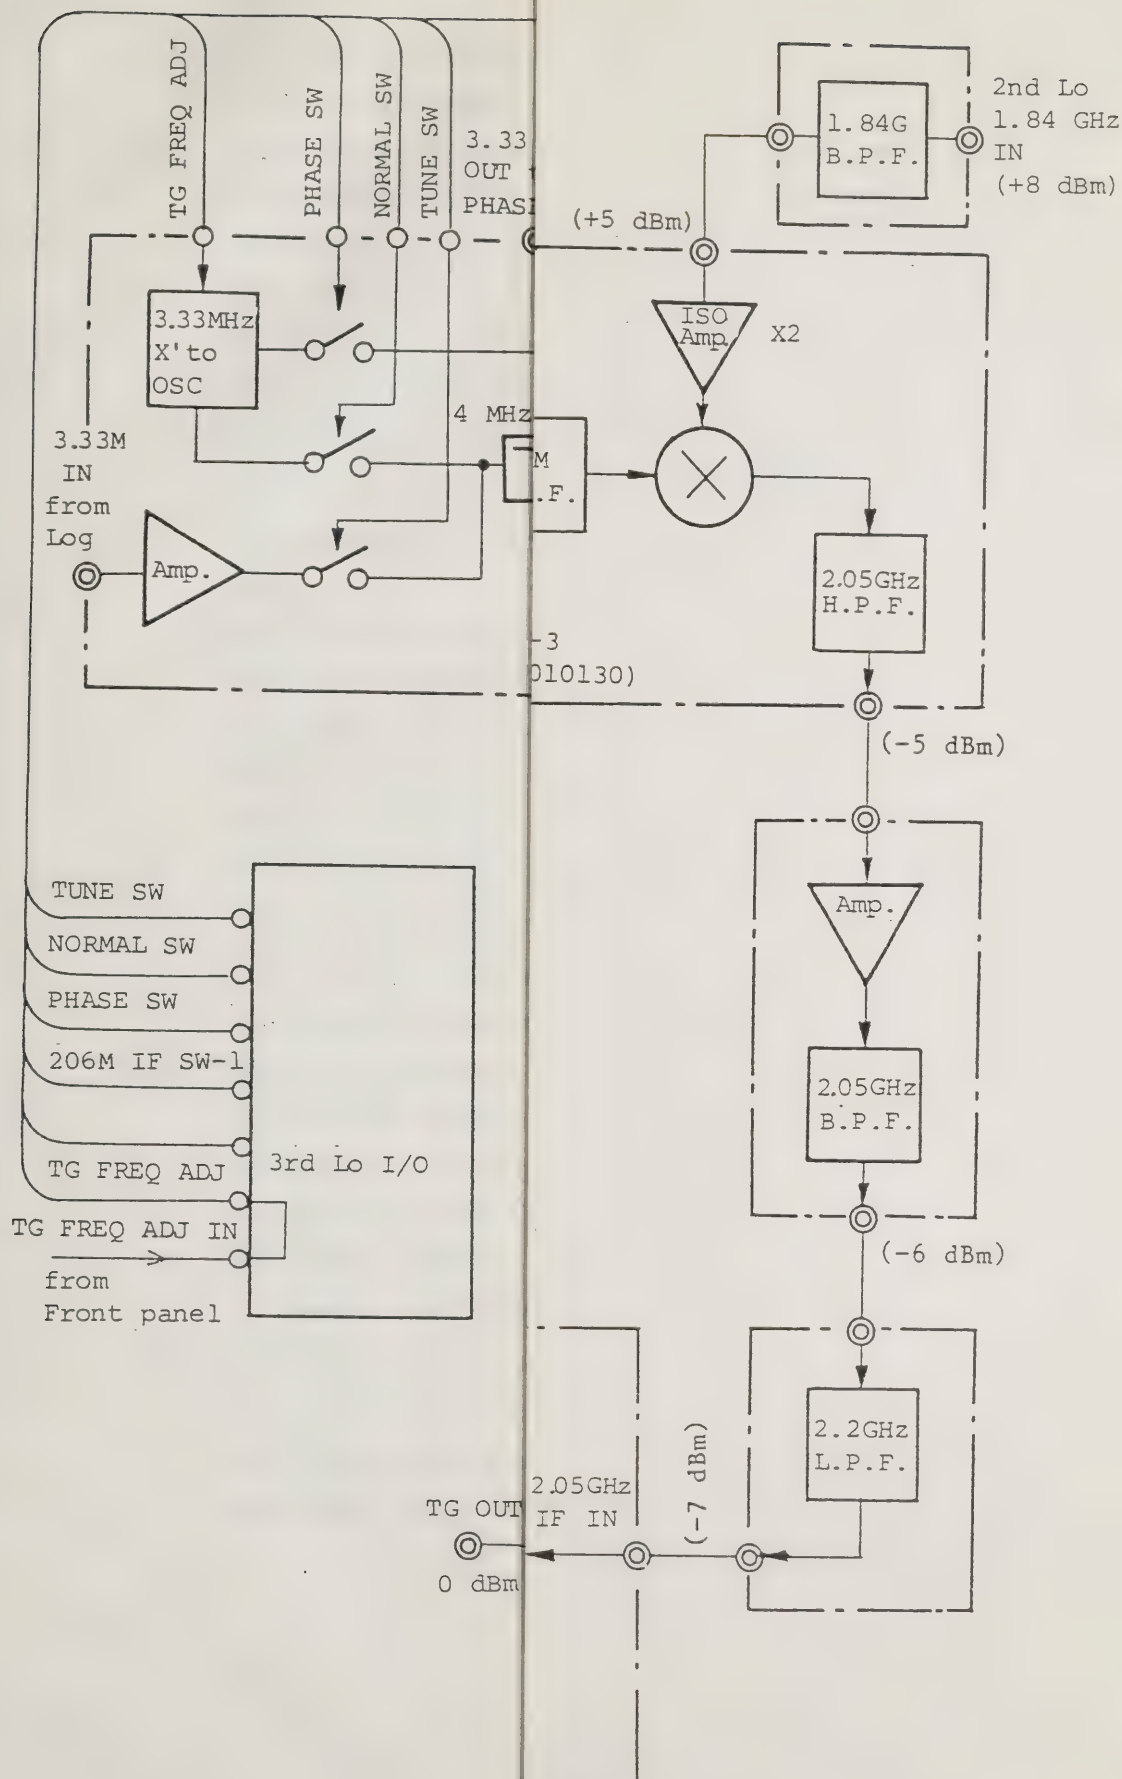 TG FREQ ADJ
PHASE SW
NORMAL SW
TUNE SW
3.33
OUT
PHAS
3.33MHz
X'to
OSC
4 MHz
3.33M
IN
from
Log
Amp.
TUNE SW
NORMAL SW
PHASE SW
206M IF SW-1
TG FREQ ADJ
3rd Lo I/O
TG FREQ ADJ IN
from
Front panel
TG OUT
0 dBm
2nd Lo
1.84 GHz
IN
(+8 dBm)
1.84G
B.P.F.
(+5 dBm)
ISO
Amp.
X2
M
.F.
2.05GHz
H.P.F.
-3
010130)
(-5 dBm)
Amp.
2.05GHz
B.P.F.
(-6 dBm)
2.2GHz
L.P.F.
(-7 dBm)
2.05GHz
IF IN